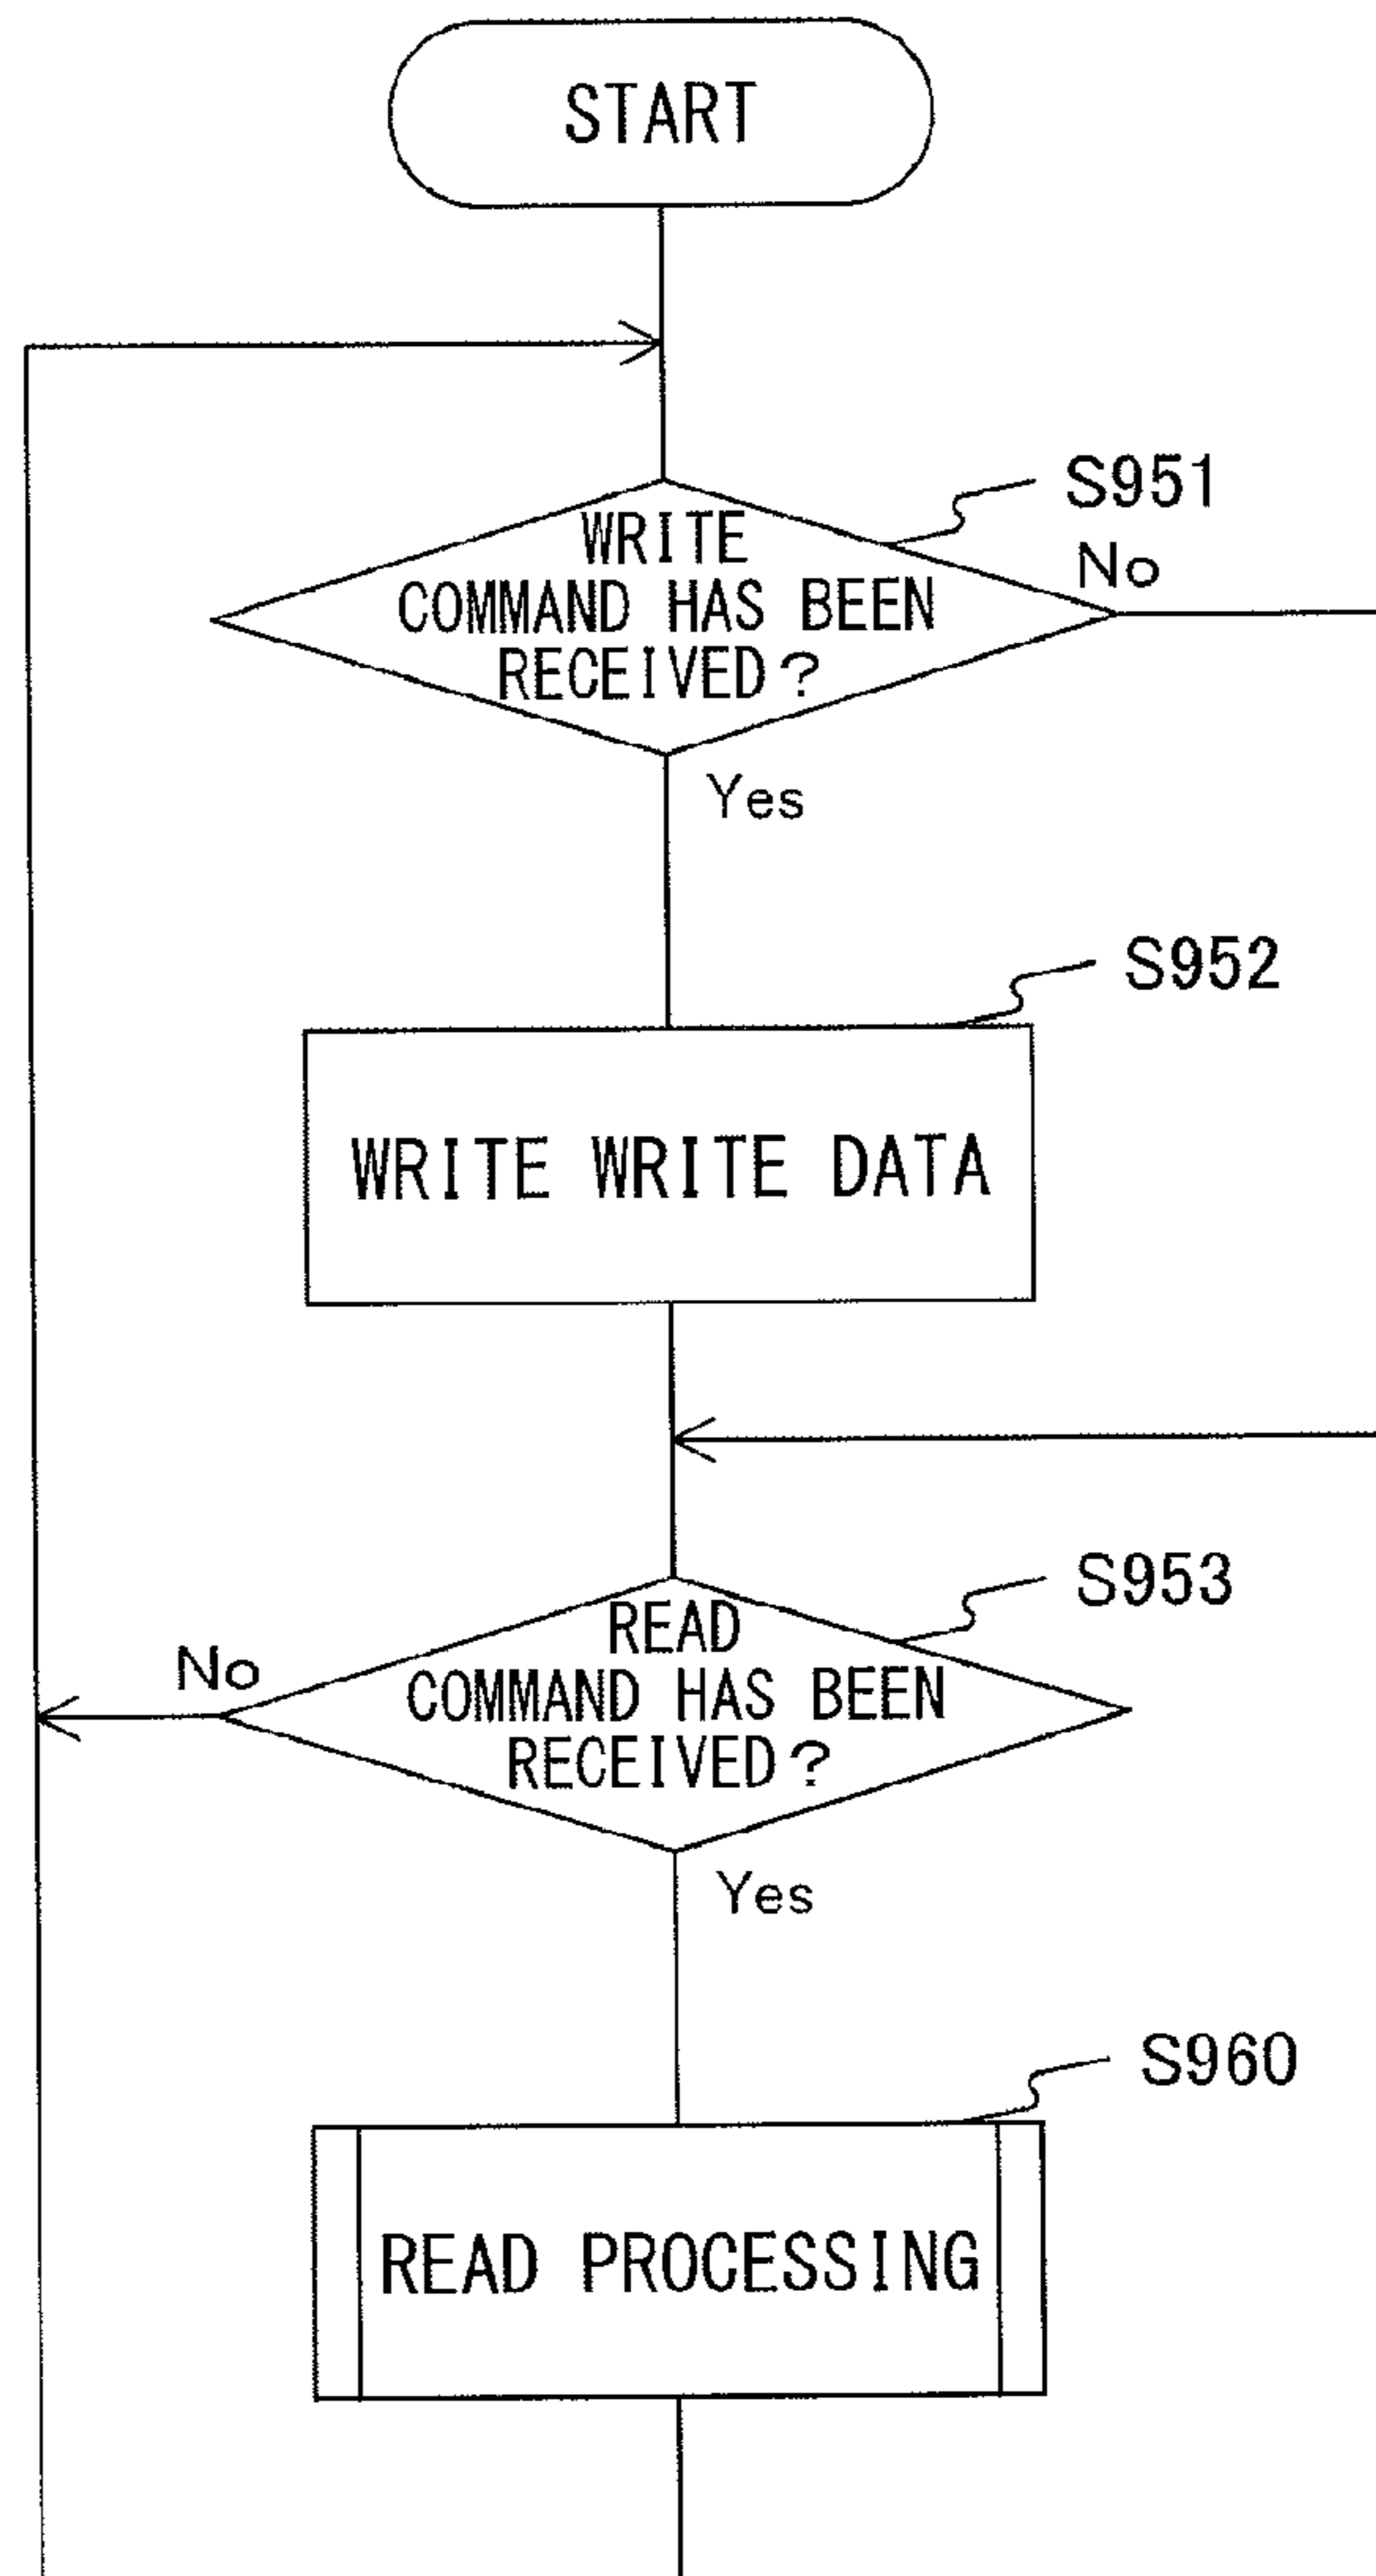 START
S951
WRITE
COMMAND HAS BEEN
RECEIVED?
No
Yes
S952
WRITE WRITE DATA
S953
READ
COMMAND HAS BEEN
RECEIVED?
No
Yes
S960
READ PROCESSING